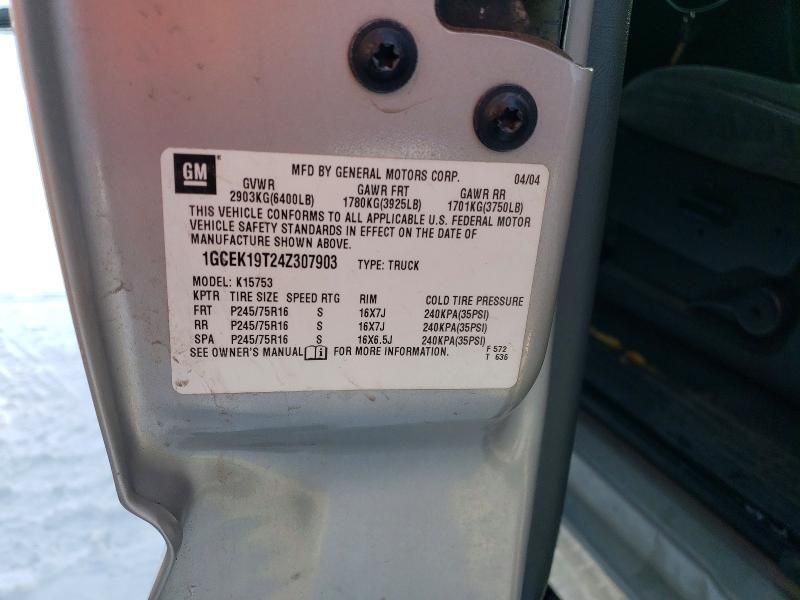 GM ® MFD BY GENERAL MOTORS CORP. 04/04
GVWR GAWR FRT GAWR RR
2903KG(6400LB) 1780KG(3925LB) 1701KG(3750LB)
THIS VEHICLE CONFORMS TO ALL APPLICABLE U.S. FEDERAL MOTOR
VEHICLE SAFETY STANDARDS IN EFFECT ON THE DATE OF
MANUFACTURE SHOWN ABOVE.
1GCEK19T24Z307903 TYPE: TRUCK
MODEL: K15753
KPTR TIRE SIZE SPEED RTG RIM COLD TIRE PRESSURE
FRT P245/75R16 S 16X7J 240KPA(35PSI)
RR P245/75R16 S 16X7J 240KPA(35PSI)
SPA P245/75R16 S 16X6.5J 240KPA(35PSI)
SEE OWNER'S MANUAL i FOR MORE INFORMATION.
F 572
T 636